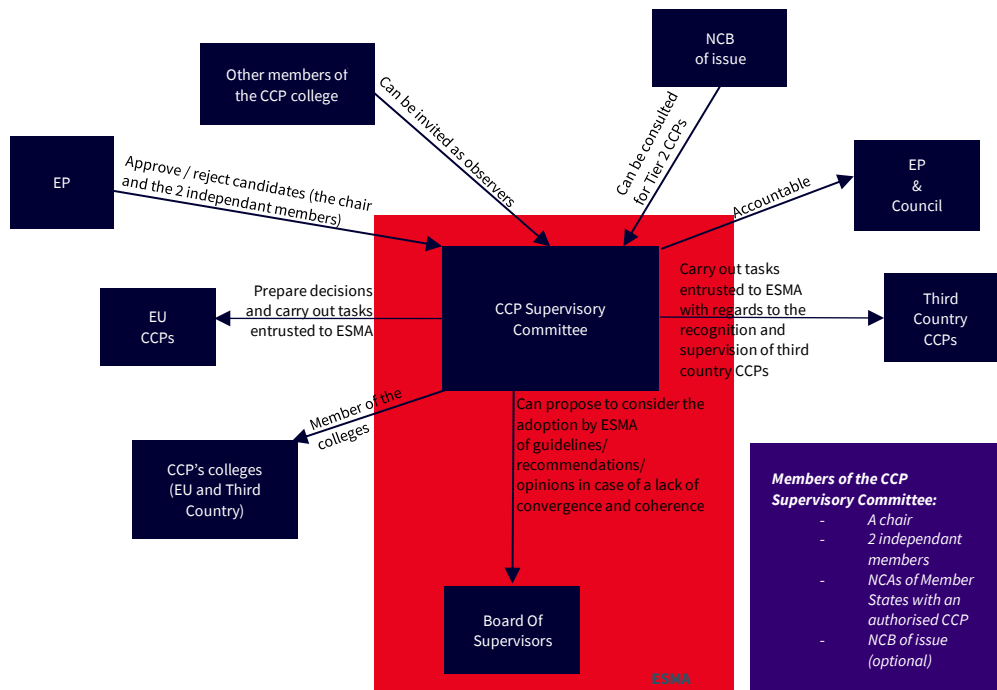 NCB
of issue
Other members of
the CCP college
Can be invited as observers
Can be consulted
for Tier 2 CCPs
EP
Approve / reject candidates (the chair
and the 2 independant members)
EP
&
Council
Accountable
Prepare decisions
and carry out tasks
entrusted to ESMA
EU
CCPs
CCP Supervisory
Committee
Carry out tasks
entrusted to ESMA
with regards to the
recognition and
supervision of third
country CCPs
Third
Country
CCPs
Member of the
colleges
CCP's colleges
(EU and Third
Country)
Can propose to consider the
adoption by ESMA
of guidelines/
recommendations/
opinions in case of a lack of
convergence and coherence
Board Of
Supervisors
ESMA
Members of the CCP
Supervisory Committee:
- A chair
- 2 independant
members
- NCAs of Member
States with an
authorised CCP
- NCB of issue
(optional)